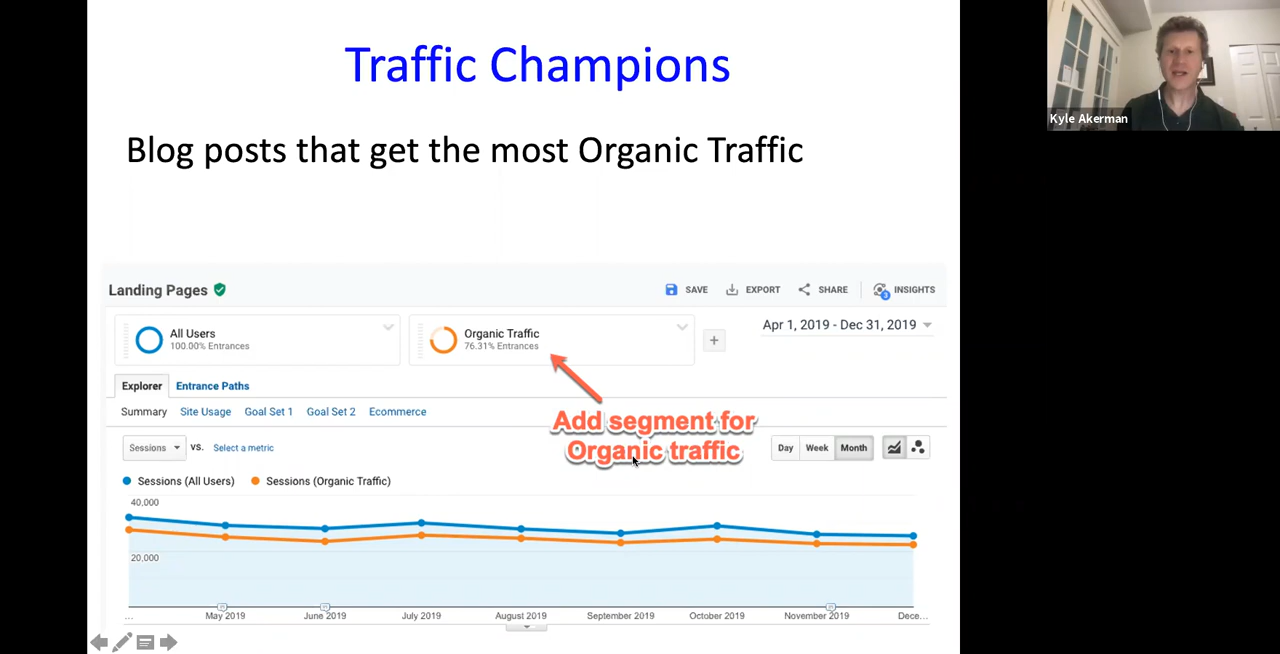 Traffic Champions
Kyle Akerman
Blog posts that get the most Organic Traffic
Landing Pages
SAVE
EXPORT
SHARE
3
INSIGHTS
All Users
100.00% Entrances
Organic Traffic
76.31% Entrances
+
Apr 1, 2019 - Dec 31, 2019
Explorer
Entrance Paths
Summary
Site Usage
Goal Set 1
Goal Set 2
Ecommerce
Add segment for
Organic traffic
Sessions
VS.
Select a metric
Day
Week
Month
Sessions (All Users)
Sessions (Organic Traffic)
40,000
20,000
...
May 2019
June 2019
July 2019
August 2019
September 2019
October 2019
November 2019
Dece...